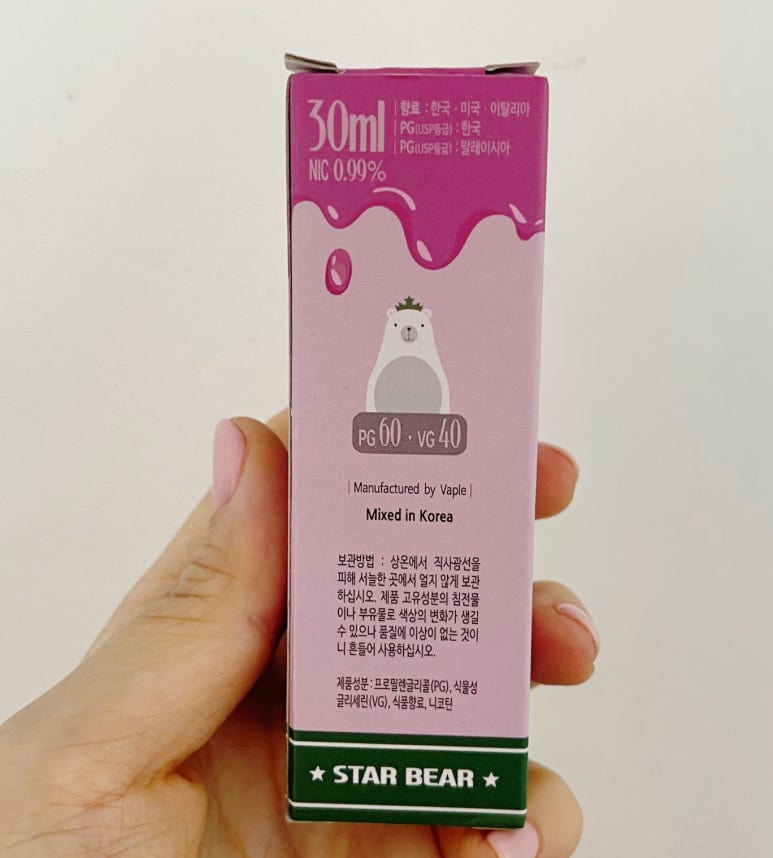 30ml
NIC 0.99%
향료 : 한국 · 미국 · 이탈리아
PG(USP등급) : 한국
PG(USP등급) : 말레이시아
PG 60 · VG 40
| Manufactured by Vaple |
Mixed in Korea
보관방법 : 상온에서 직사광선을
피해 서늘한 곳에서 얼지 않게 보관
하십시오. 제품 고유성분의 침전물
이나 부유물로 색상의 변화가 생길
수 있으나 품질에 이상이 없는 것이
니 흔들어 사용하십시오.
제품성분 : 프로필렌글리콜(PG), 식물성
글리세린(VG), 식품향료, 니코틴
★ STAR BEAR ★